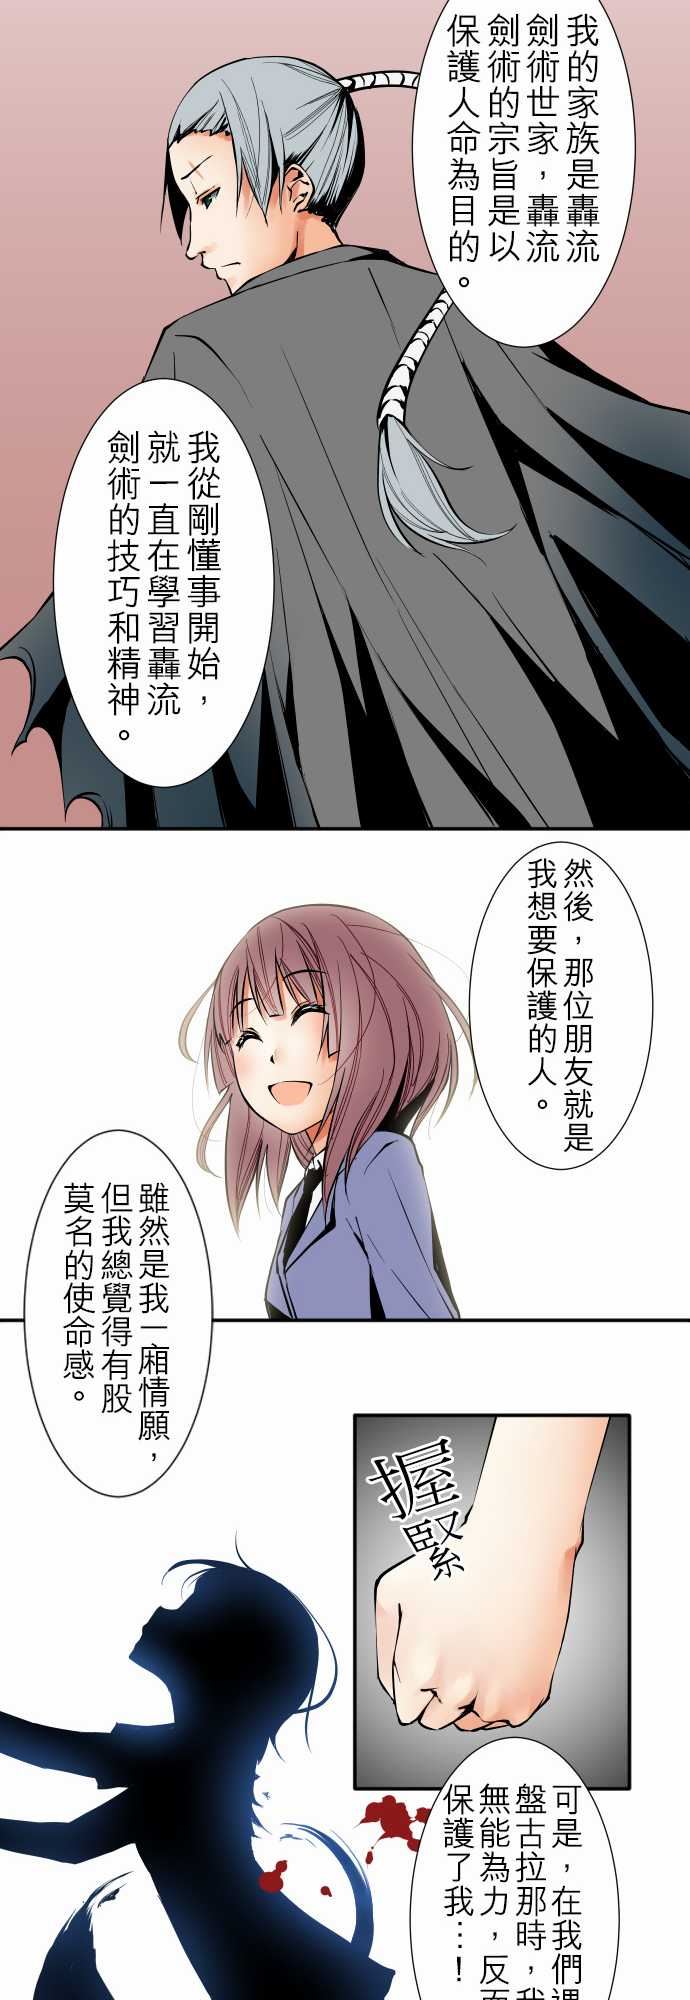 我的家族是轟流
劍術世家，轟流
劍術的宗旨是以
保護人命為目的。
我從剛懂事開始，
就一直在學習轟流
劍術的技巧和精神。
然後，那位朋友就是
我想要保護的人。
雖然是我一廂情願，
但我總覺得有股
莫名的使命感。
握緊
可是，在我們遇
盤古拉那時，我
無能為力，反而
保護了我…！